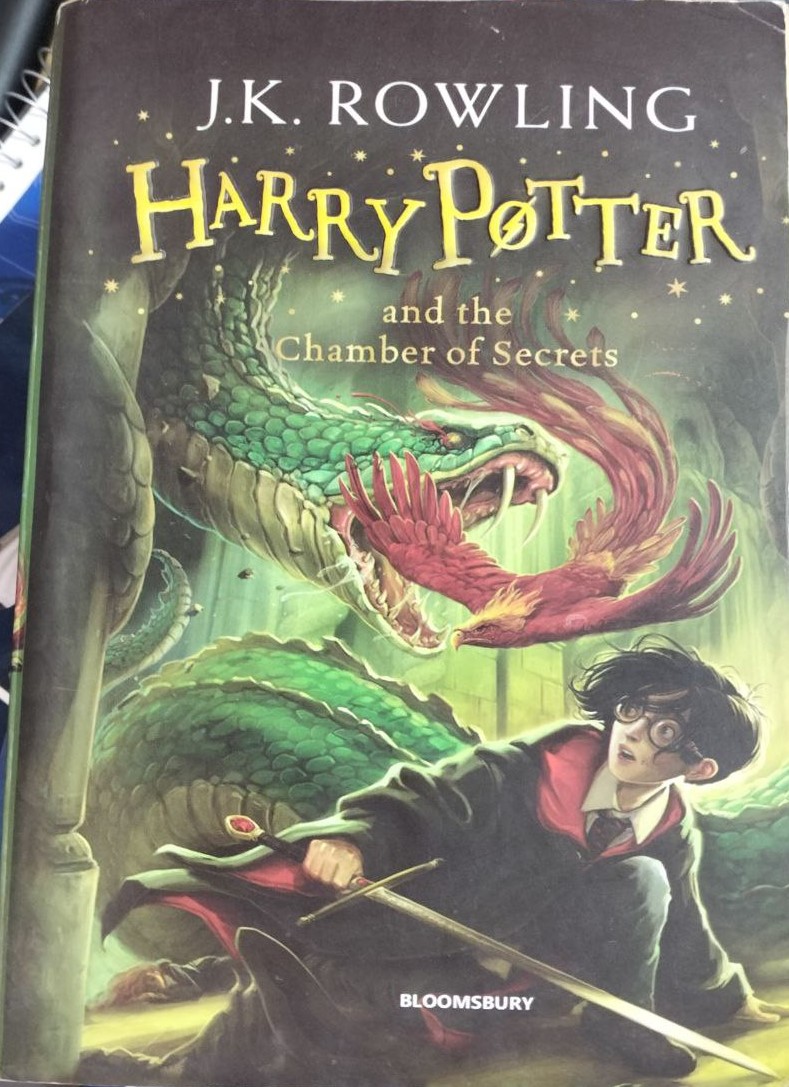 J.K. ROWLING
HARRY POTTER
and the
Chamber of Secrets
BLOOMSBURY